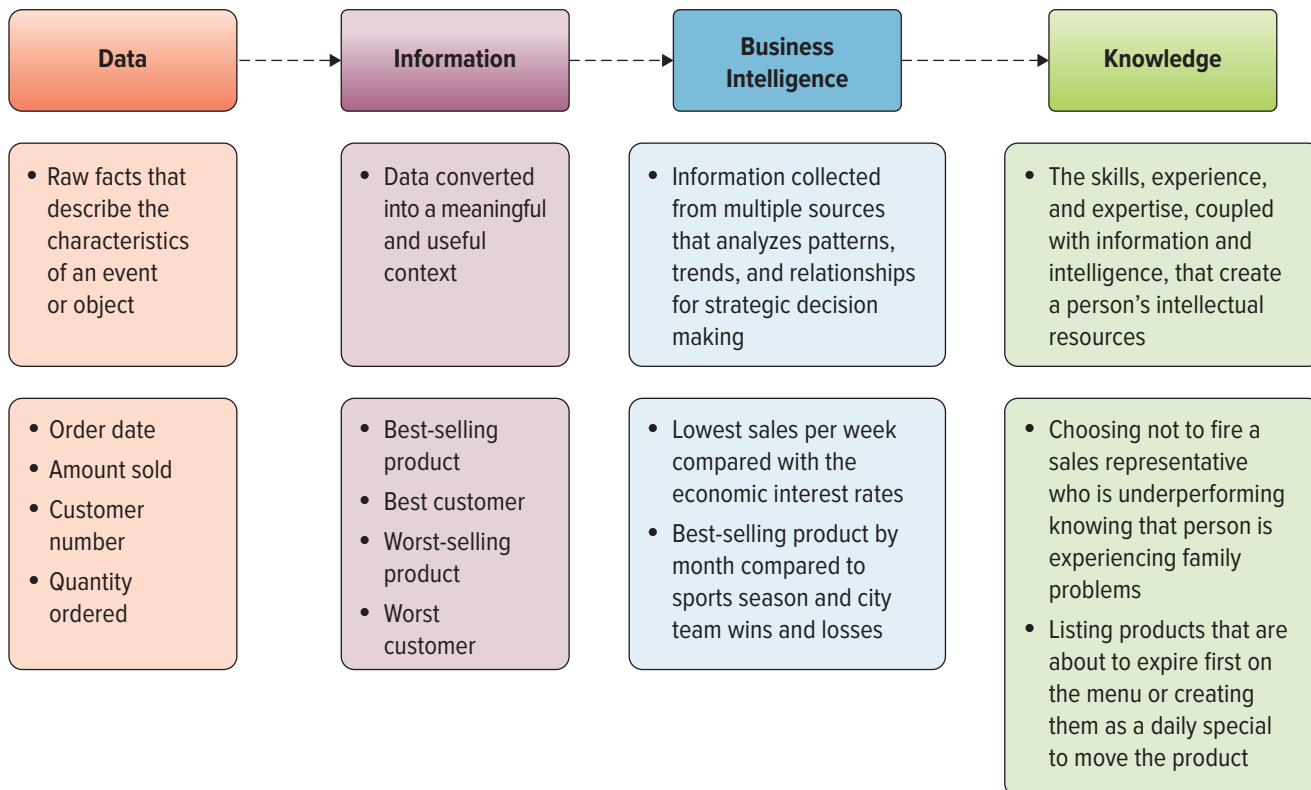 Data
Information
Business
Intelligence
Knowledge
• Raw facts that
describe the
characteristics
of an event
or object
• Data converted
into a meaningful
and useful
context
• Information collected
from multiple sources
that analyzes patterns,
trends, and relationships
for strategic decision
making
• The skills, experience,
and expertise, coupled
with information and
intelligence, that create
a person’s intellectual
resources
• Order date
• Amount sold
• Customer
number
• Quantity
ordered
• Best-selling
product
• Best customer
• Worst-selling
product
• Worst
customer
• Lowest sales per week
compared with the
economic interest rates
• Best-selling product by
month compared to
sports season and city
team wins and losses
• Choosing not to fire a
sales representative
who is underperforming
knowing that person is
experiencing family
problems
• Listing products that are
about to expire first on
the menu or creating
them as a daily special
to move the product